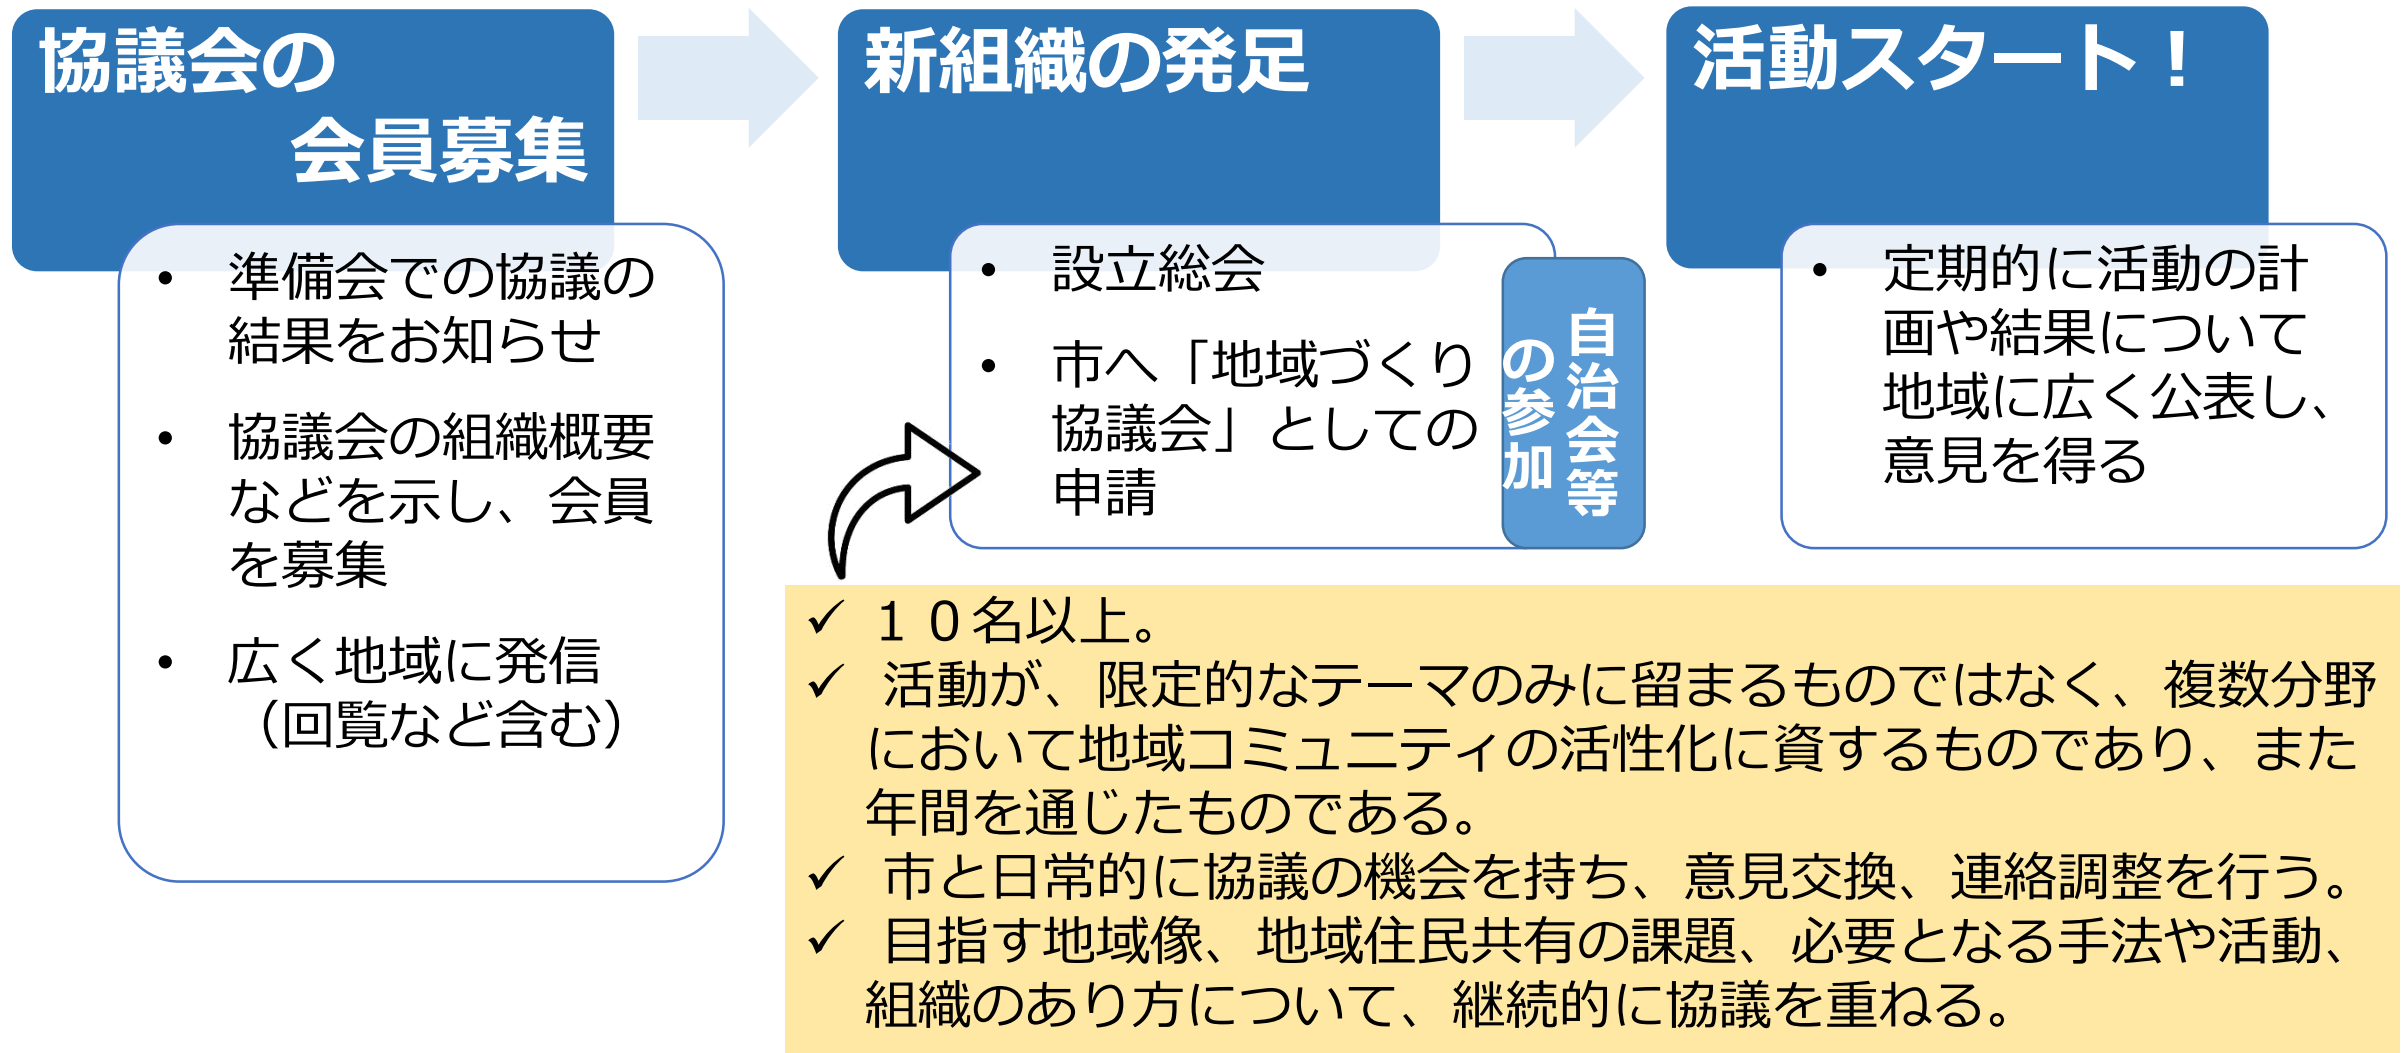 協議会の
会員募集
• 準備会での協議の
結果をお知らせ
• 協議会の組織概要
などを示し、会員
を募集
• 広く地域に発信
（回覧など含む）
新組織の発足
• 設立総会
• 市へ「地域づくり
協議会」としての
申請
自治会等
の参加
活動スタート！
• 定期的に活動の計
画や結果について
地域に広く公表し、
意見を得る
✓ １０名以上。
✓ 活動が、限定的なテーマのみに留まるものではなく、複数分野
において地域コミュニティの活性化に資するものであり、また
年間を通じたものである。
✓ 市と日常的に協議の機会を持ち、意見交換、連絡調整を行う。
✓ 目指す地域像、地域住民共有の課題、必要となる手法や活動、
組織のあり方について、継続的に協議を重ねる。